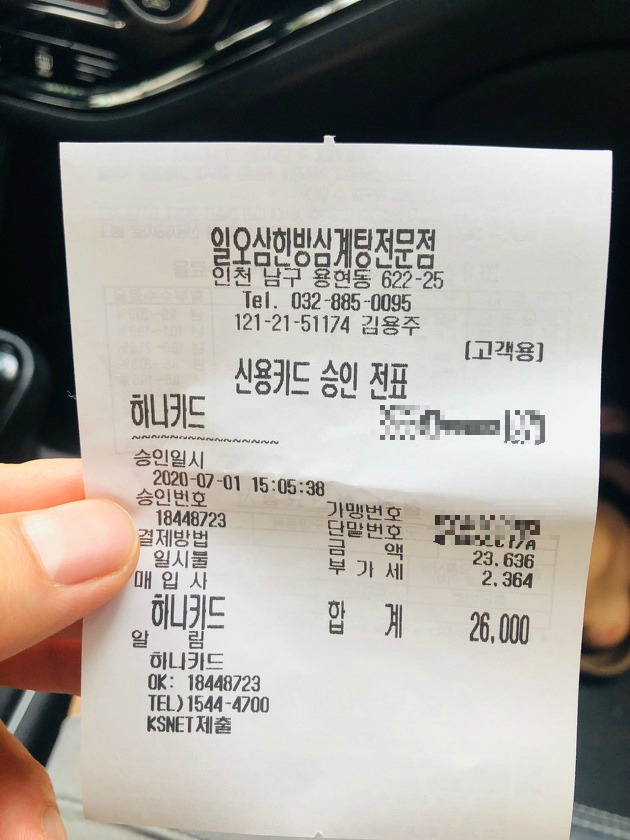 일오삼한방삼계탕전문점
인천 남구 용현동 622-25
Tel. 032-885-0095
121-21-51174 김용주
[고객용]
신용카드 승인 전표
하나카드
~~~~~~~~~~~~~~~~~
승인일시
2020-07-01 15:05:38
승인번호 가맹번호
18448723 단말번호
결제방법 금 액 23,636
일시불 부 가 세 2,364
매 입 사
하나카드 합 계 26,000
알 림
하나카드
OK: 18448723
TEL)1544-4700
KSNET제출